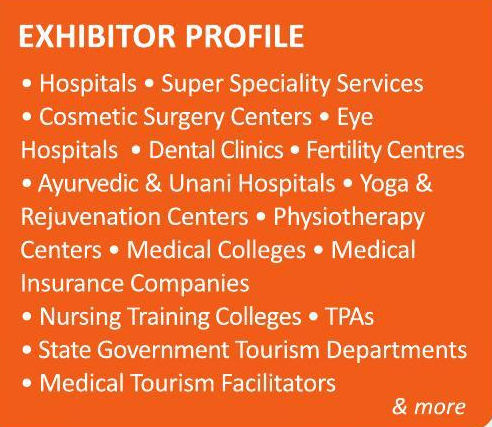 EXHIBITOR PROFILE
• Hospitals • Super Speciality Services
• Cosmetic Surgery Centers • Eye
Hospitals • Dental Clinics • Fertility Centres
• Ayurvedic & Unani Hospitals • Yoga &
Rejuvenation Centers • Physiotherapy
Centers • Medical Colleges • Medical
Insurance Companies
• Nursing Training Colleges • TPAs
• State Government Tourism Departments
• Medical Tourism Facilitators
& more